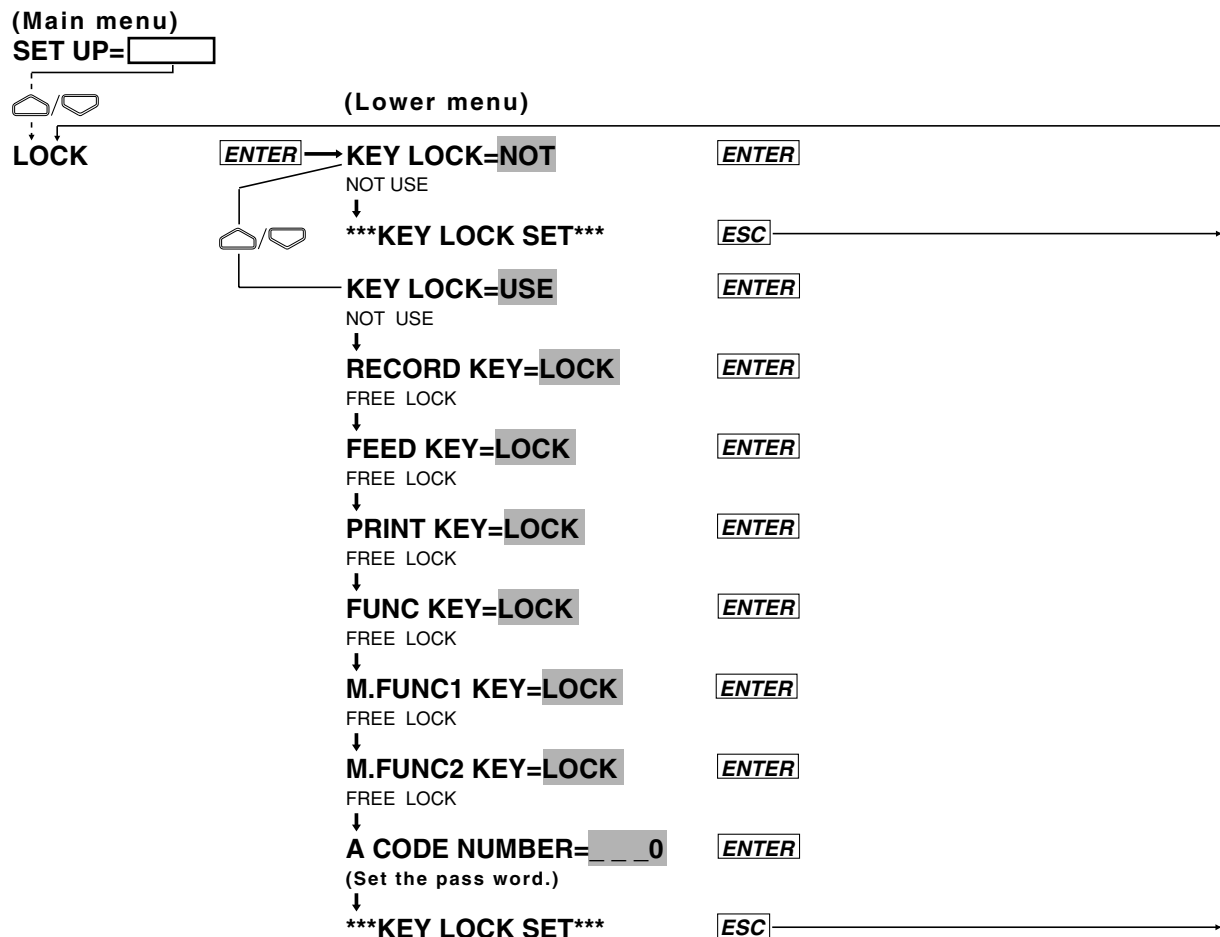 (Main menu)
SET UP=
/
(Lower menu)
LOCK ENTER KEY LOCK=NOT ENTER
NOT USE
/ ***KEY LOCK SET*** ESC
KEY LOCK=USE ENTER
NOT USE
RECORD KEY=LOCK ENTER
FREE LOCK
FEED KEY=LOCK ENTER
FREE LOCK
PRINT KEY=LOCK ENTER
FREE LOCK
FUNC KEY=LOCK ENTER
FREE LOCK
M.FUNC1 KEY=LOCK ENTER
FREE LOCK
M.FUNC2 KEY=LOCK ENTER
FREE LOCK
A CODE NUMBER=_ _ _0 ENTER
(Set the pass word.)
***KEY LOCK SET*** ESC